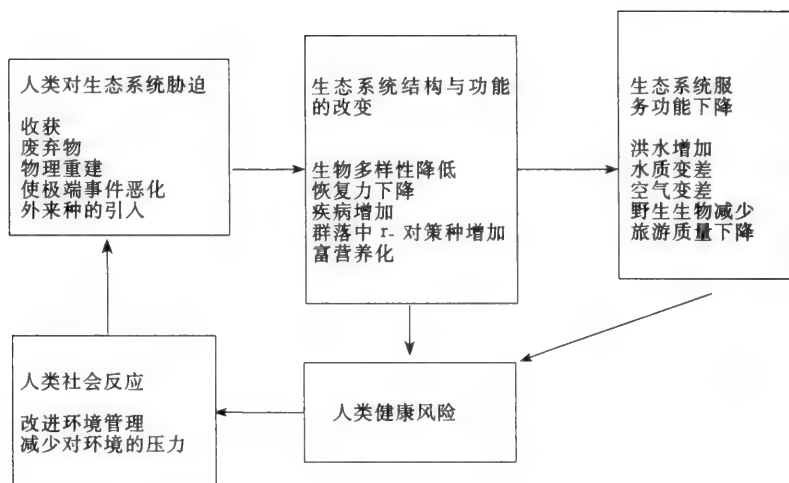 人类对生态系统胁迫
收获
废弃物
物理重建
使极端事件恶化
外来种的引入
生态系统结构与功能
的改变
生物多样性降低
恢复力下降
疾病增加
群落中 r- 对策种增加
富营养化
生态系统服
务功能下降
洪水增加
水质变差
空气变差
野生生物减少
旅游质量下降
人类社会反应
改进环境管理
减少对环境的压力
人类健康风险